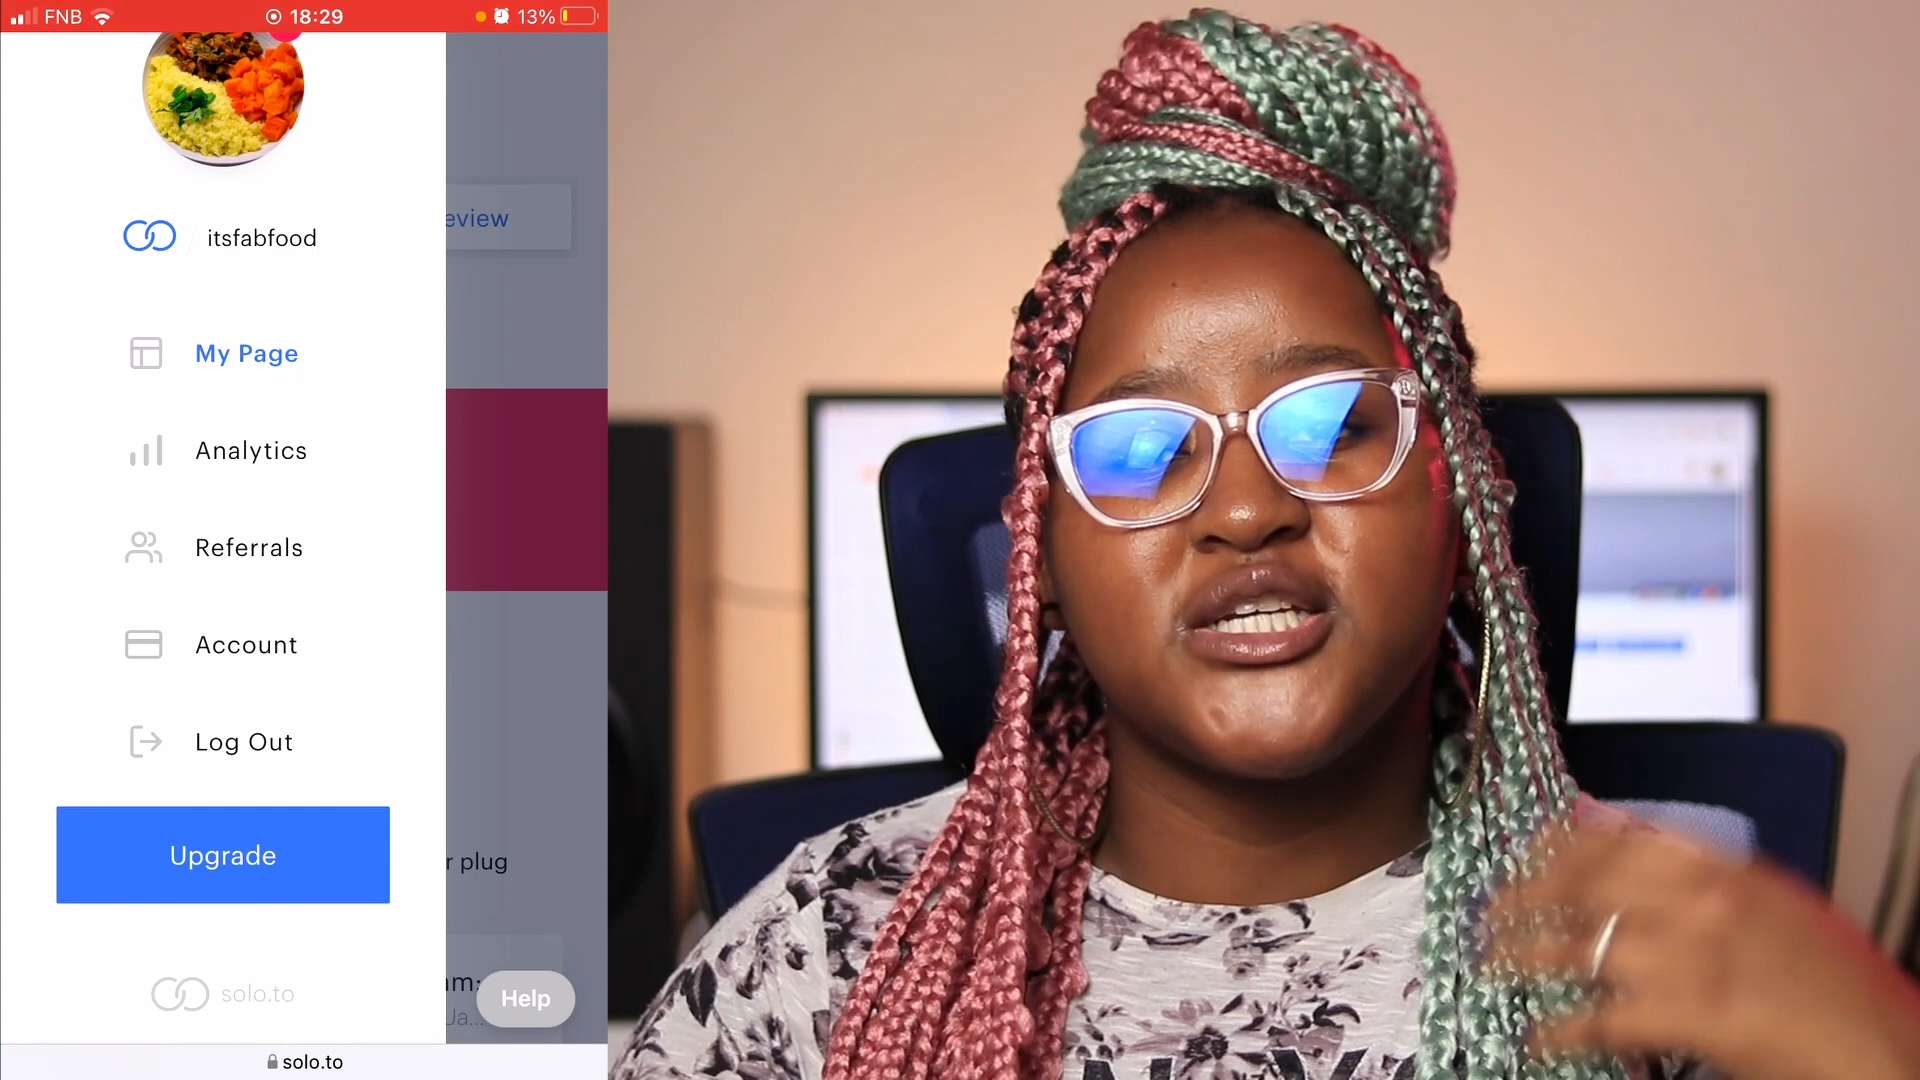 FNB 18:29 13%
itsfabfood
eview
My Page
Analytics
Referrals
Account
Log Out
Upgrade
r plug
solo.to
Help
solo.to